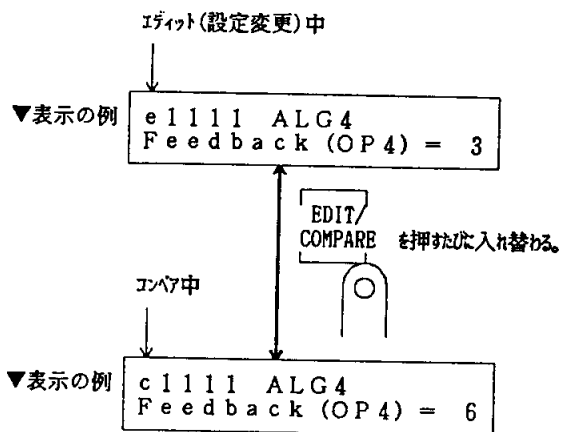 エディット(設定変更)中
▼表示の例
e1111 ALG4
Feedback(OP4)= 3
EDIT/
COMPARE
を押すたびに入れ替わる。
コンペア中
▼表示の例
c1111 ALG4
Feedback(OP4)= 6